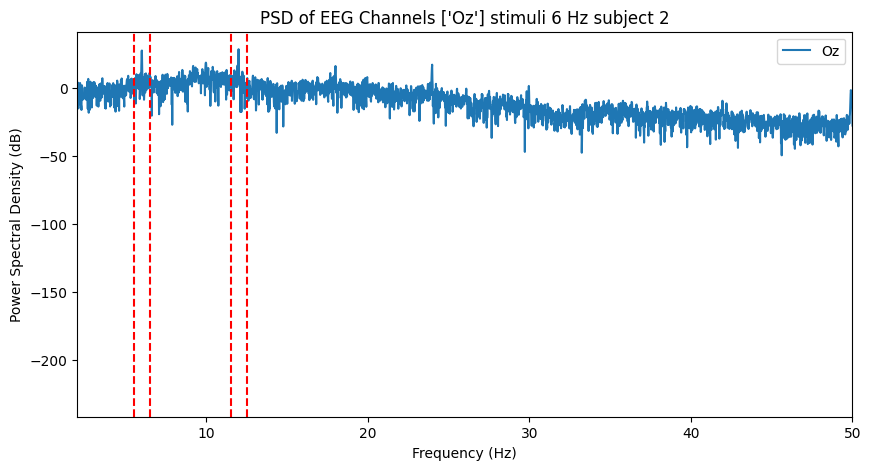 PSD of EEG Channels ['Oz'] stimuli 6 Hz subject 2
Oz
Power Spectral Density (dB)
0
−50
−100
−150
−200
10
20
30
40
50
Frequency (Hz)